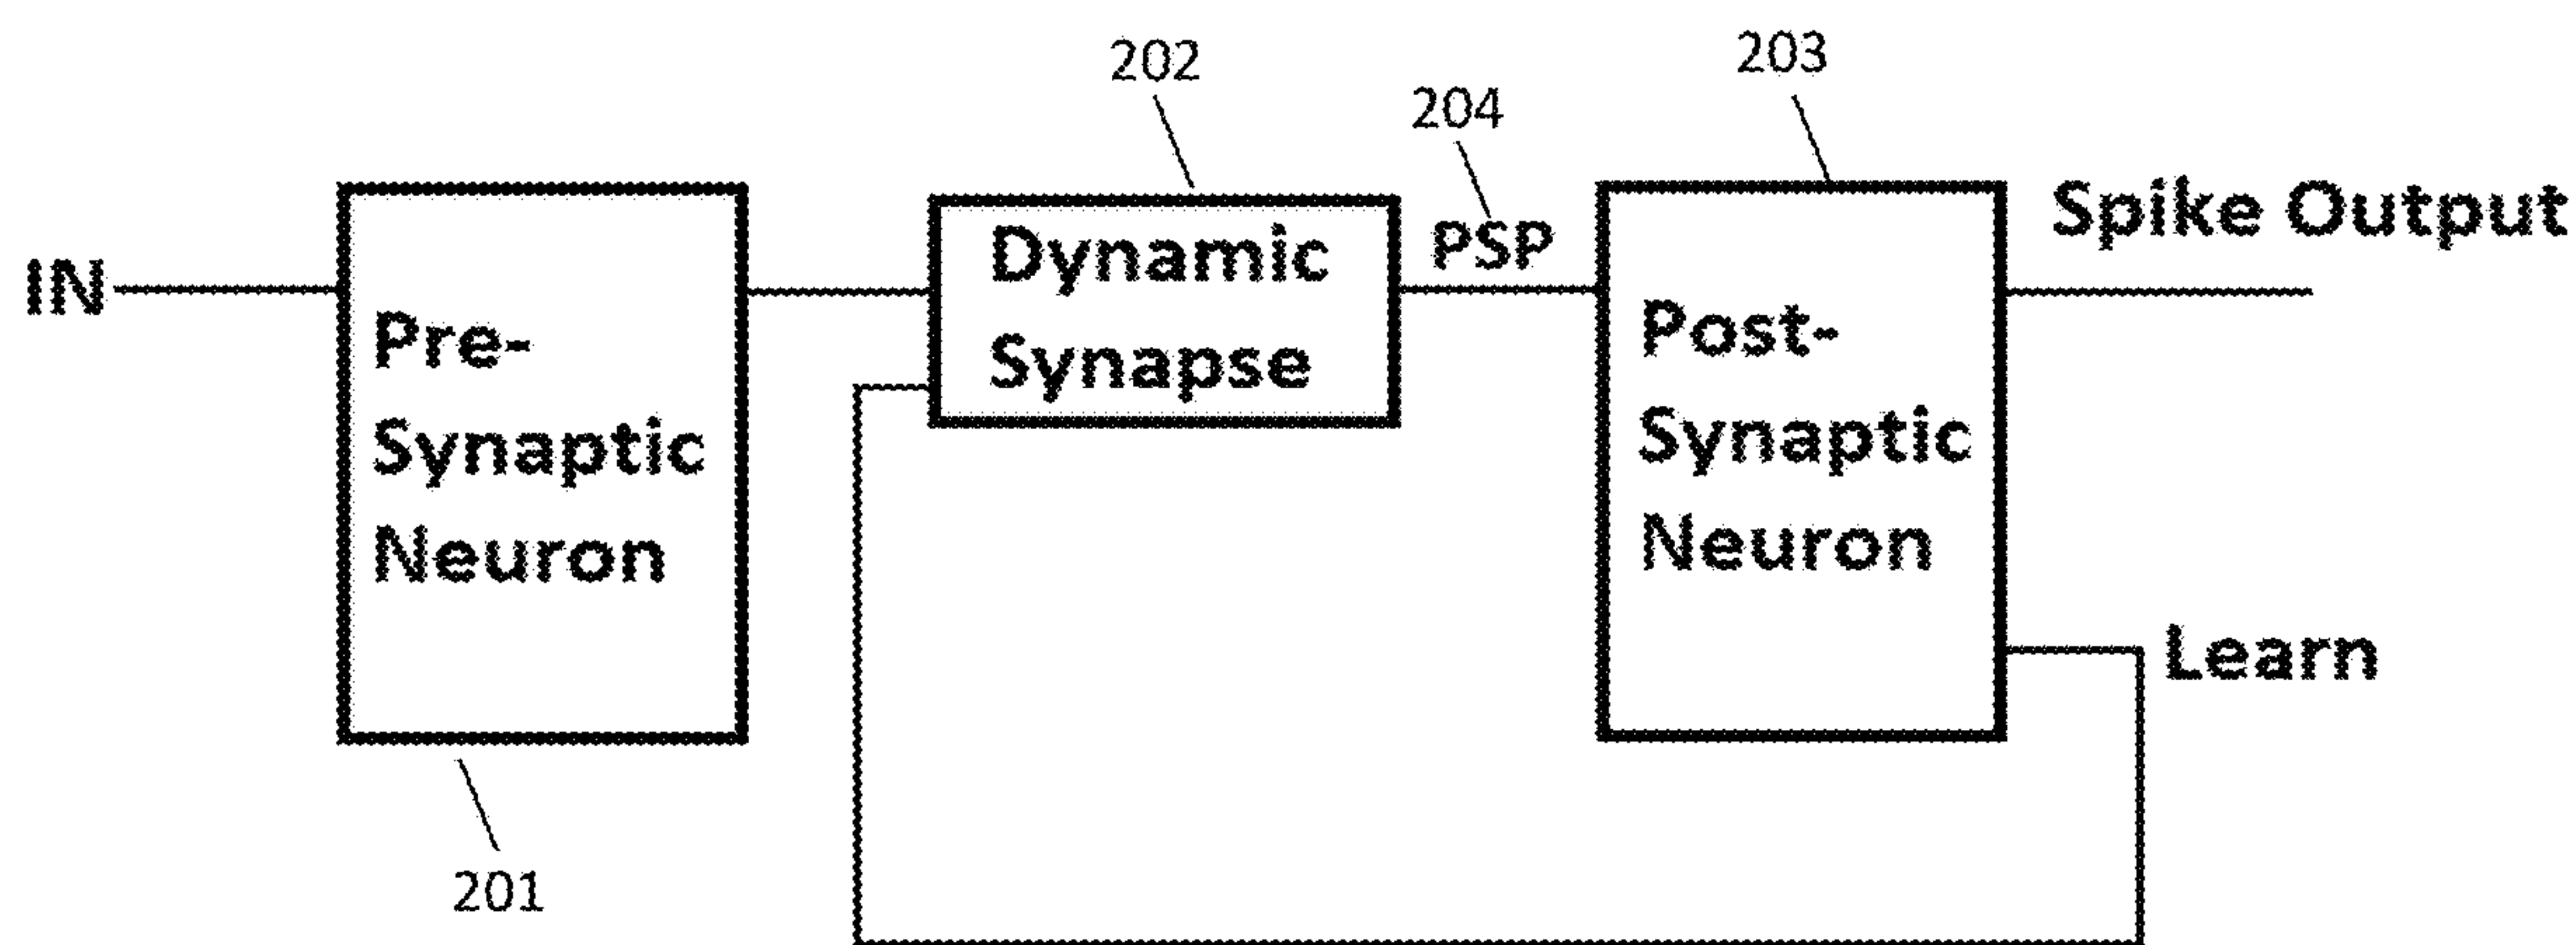 202
203
204
IN
Pre-
Synaptic
Neuron
Dynamic
Synapse
PSP
Post-
Synaptic
Neuron
Spike Output
Learn
201